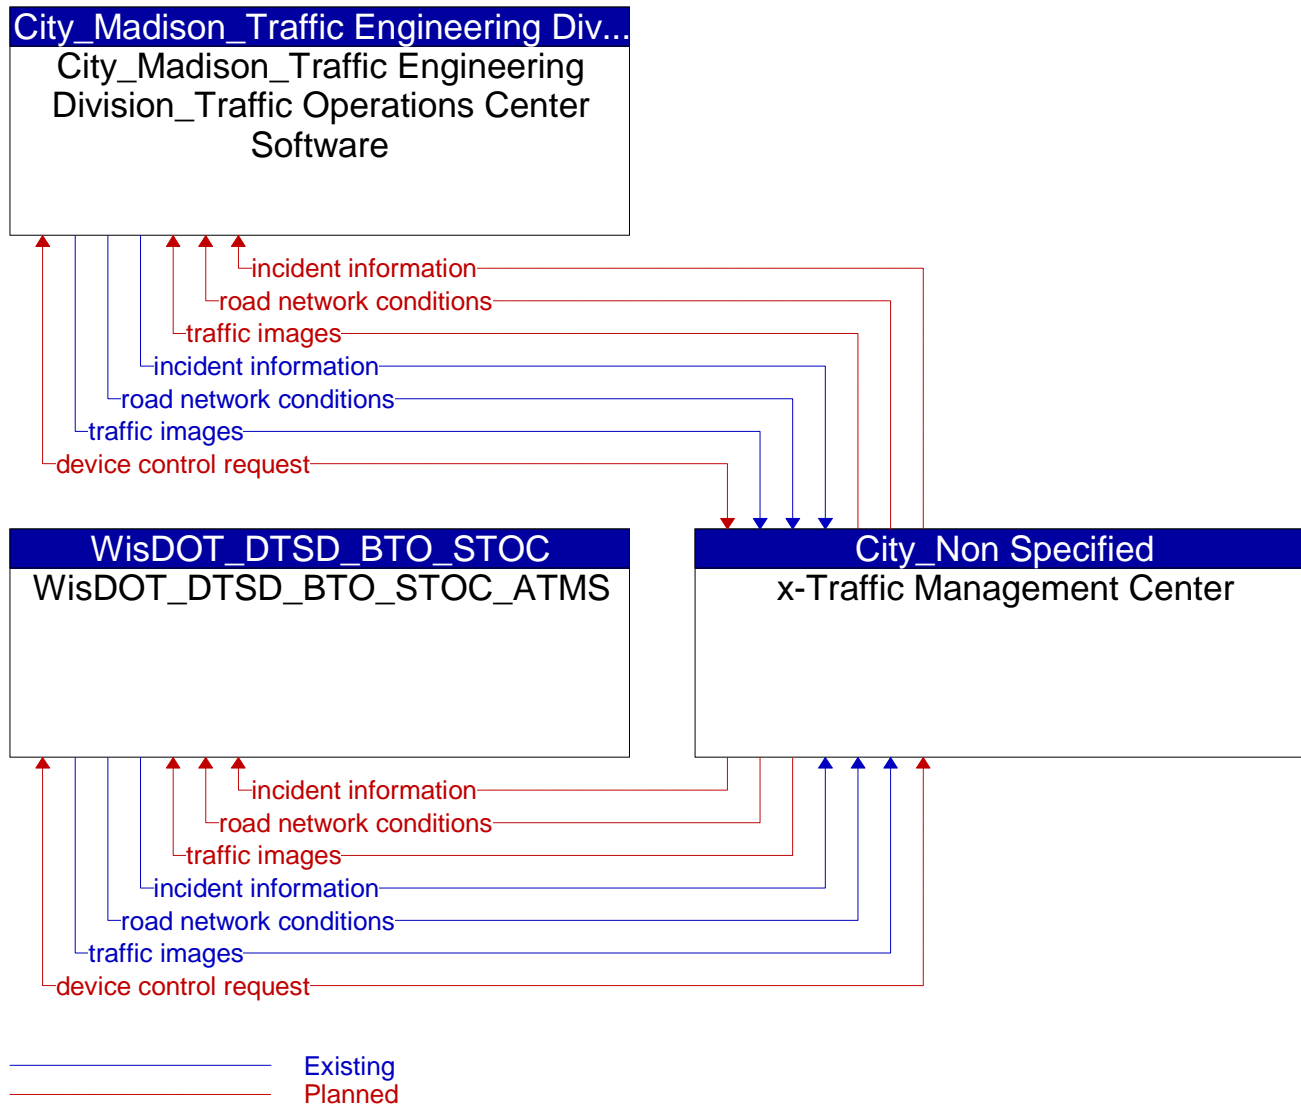 City_Madison_Traffic Engineering Div...
City_Madison_Traffic Engineering
Division_Traffic Operations Center
Software
incident information
road network conditions
traffic images
incident information
road network conditions
traffic images
device control request
WisDOT_DTSD_BTO_STOC
WisDOT_DTSD_BTO_STOC_ATMS
City_Non Specified
x-Traffic Management Center
incident information
road network conditions
traffic images
incident information
road network conditions
traffic images
device control request
Existing
Planned